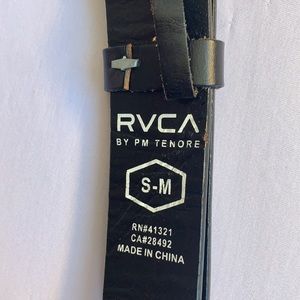 RVCA
BY PM TENORE
S-M
RN#41321
CA#28492
MADE IN CHINA